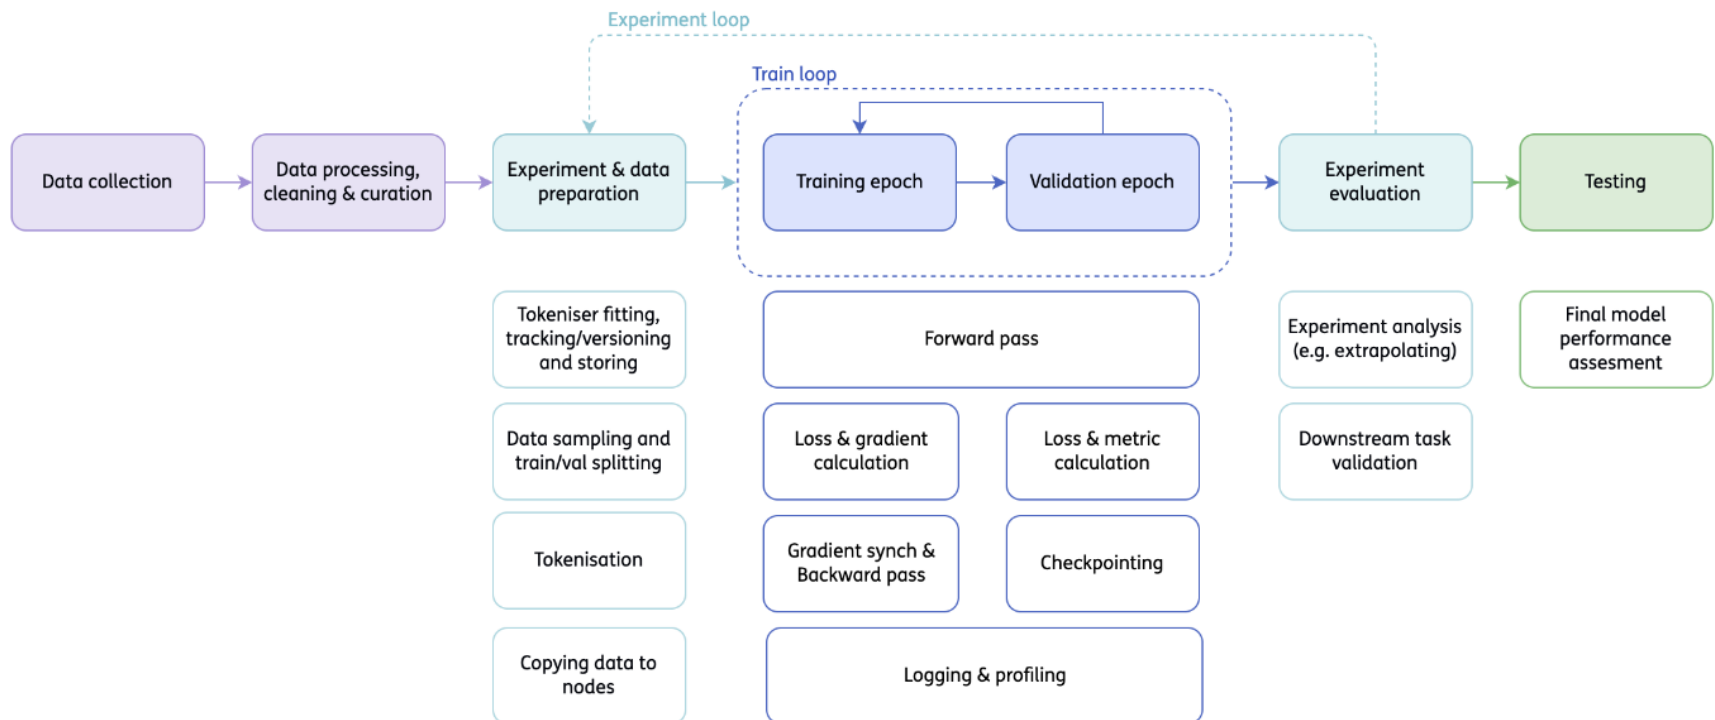 Experiment loop
Train loop
Data collection
Data processing,
cleaning & curation
Experiment & data
preparation
Training epoch
Validation epoch
Experiment
evaluation
Testing
Tokeniser fitting,
tracking/versioning
and storing
Forward pass
Experiment analysis
(e.g. extrapolating)
Final model
performance
assesment
Data sampling and
train/val splitting
Loss & gradient
calculation
Loss & metric
calculation
Downstream task
validation
Tokenisation
Gradient synch &
Backward pass
Checkpointing
Copying data to
nodes
Logging & profiling